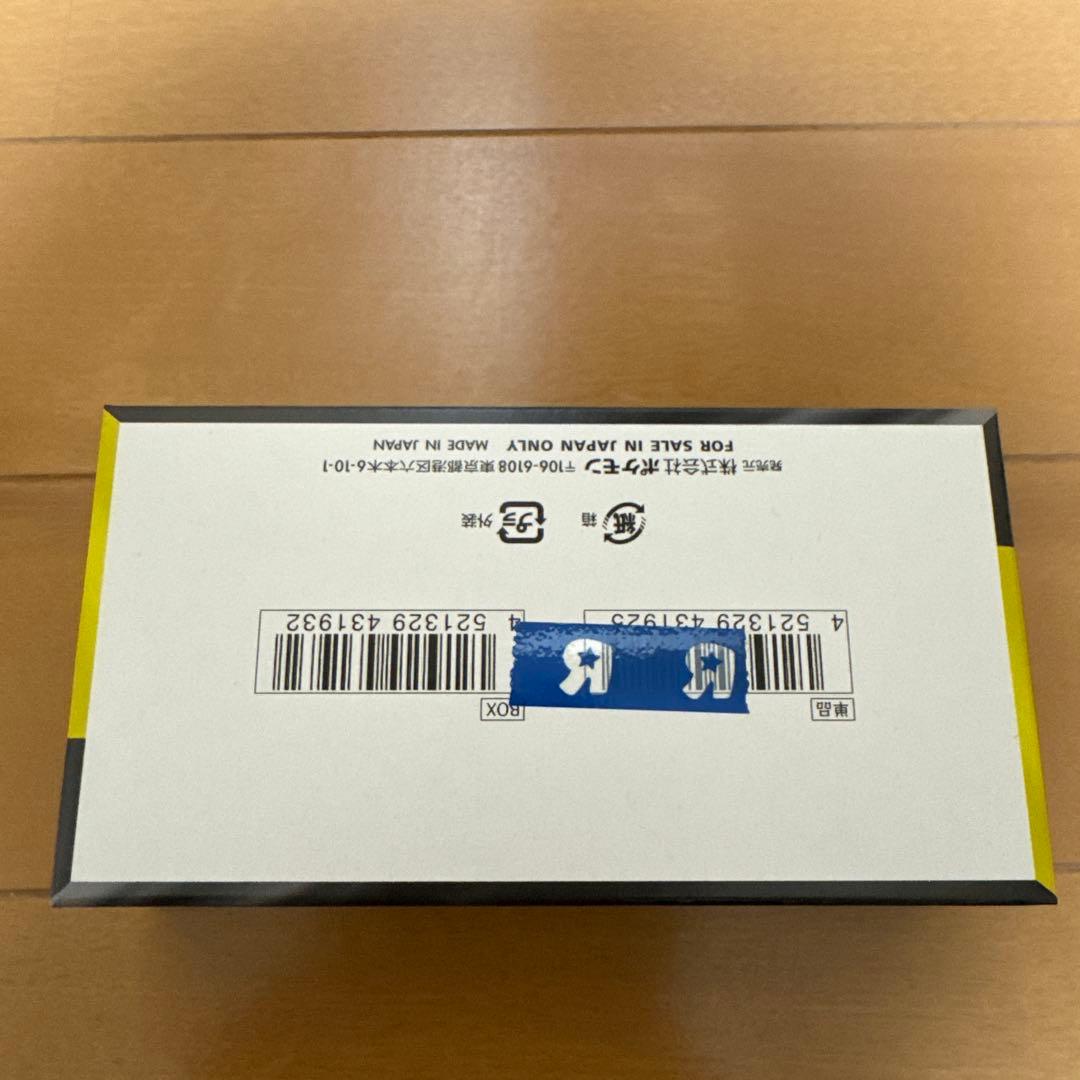 単品
BOX
R R
4 521329 431925
4 521329 431932
紙 箱
プラ 外装
発売元 株式会社ポケモン 〒106-6108 東京都港区六本木6-10-1
FOR SALE IN JAPAN ONLY MADE IN JAPAN